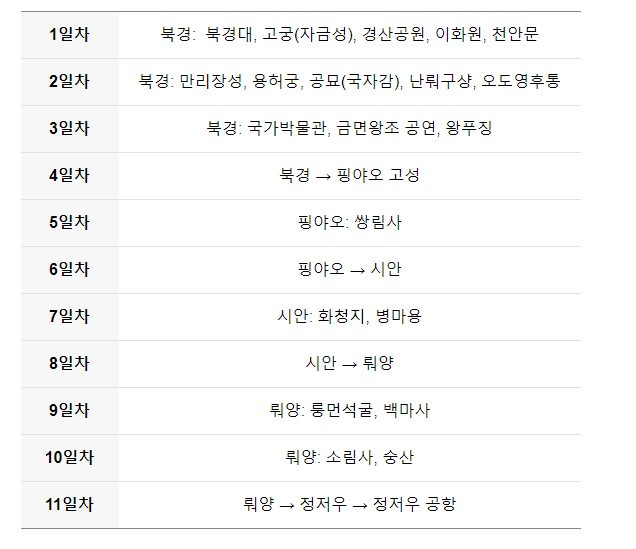 1일차 북경: 북경대, 고궁(자금성), 경산공원, 이화원, 천안문
2일차 북경: 만리장성, 용허궁, 공묘(국자감), 난뤄구샹, 오도영후통
3일차 북경: 국가박물관, 금면왕조 공연, 왕푸징
4일차 북경 → 핑야오 고성
5일차 핑야오: 쌍림사
6일차 핑야오 → 시안
7일차 시안: 화청지, 병마용
8일차 시안 → 뤄양
9일차 뤄양: 룽먼석굴, 백마사
10일차 뤄양: 소림사, 숭산
11일차 뤄양 → 정저우 → 정저우 공항